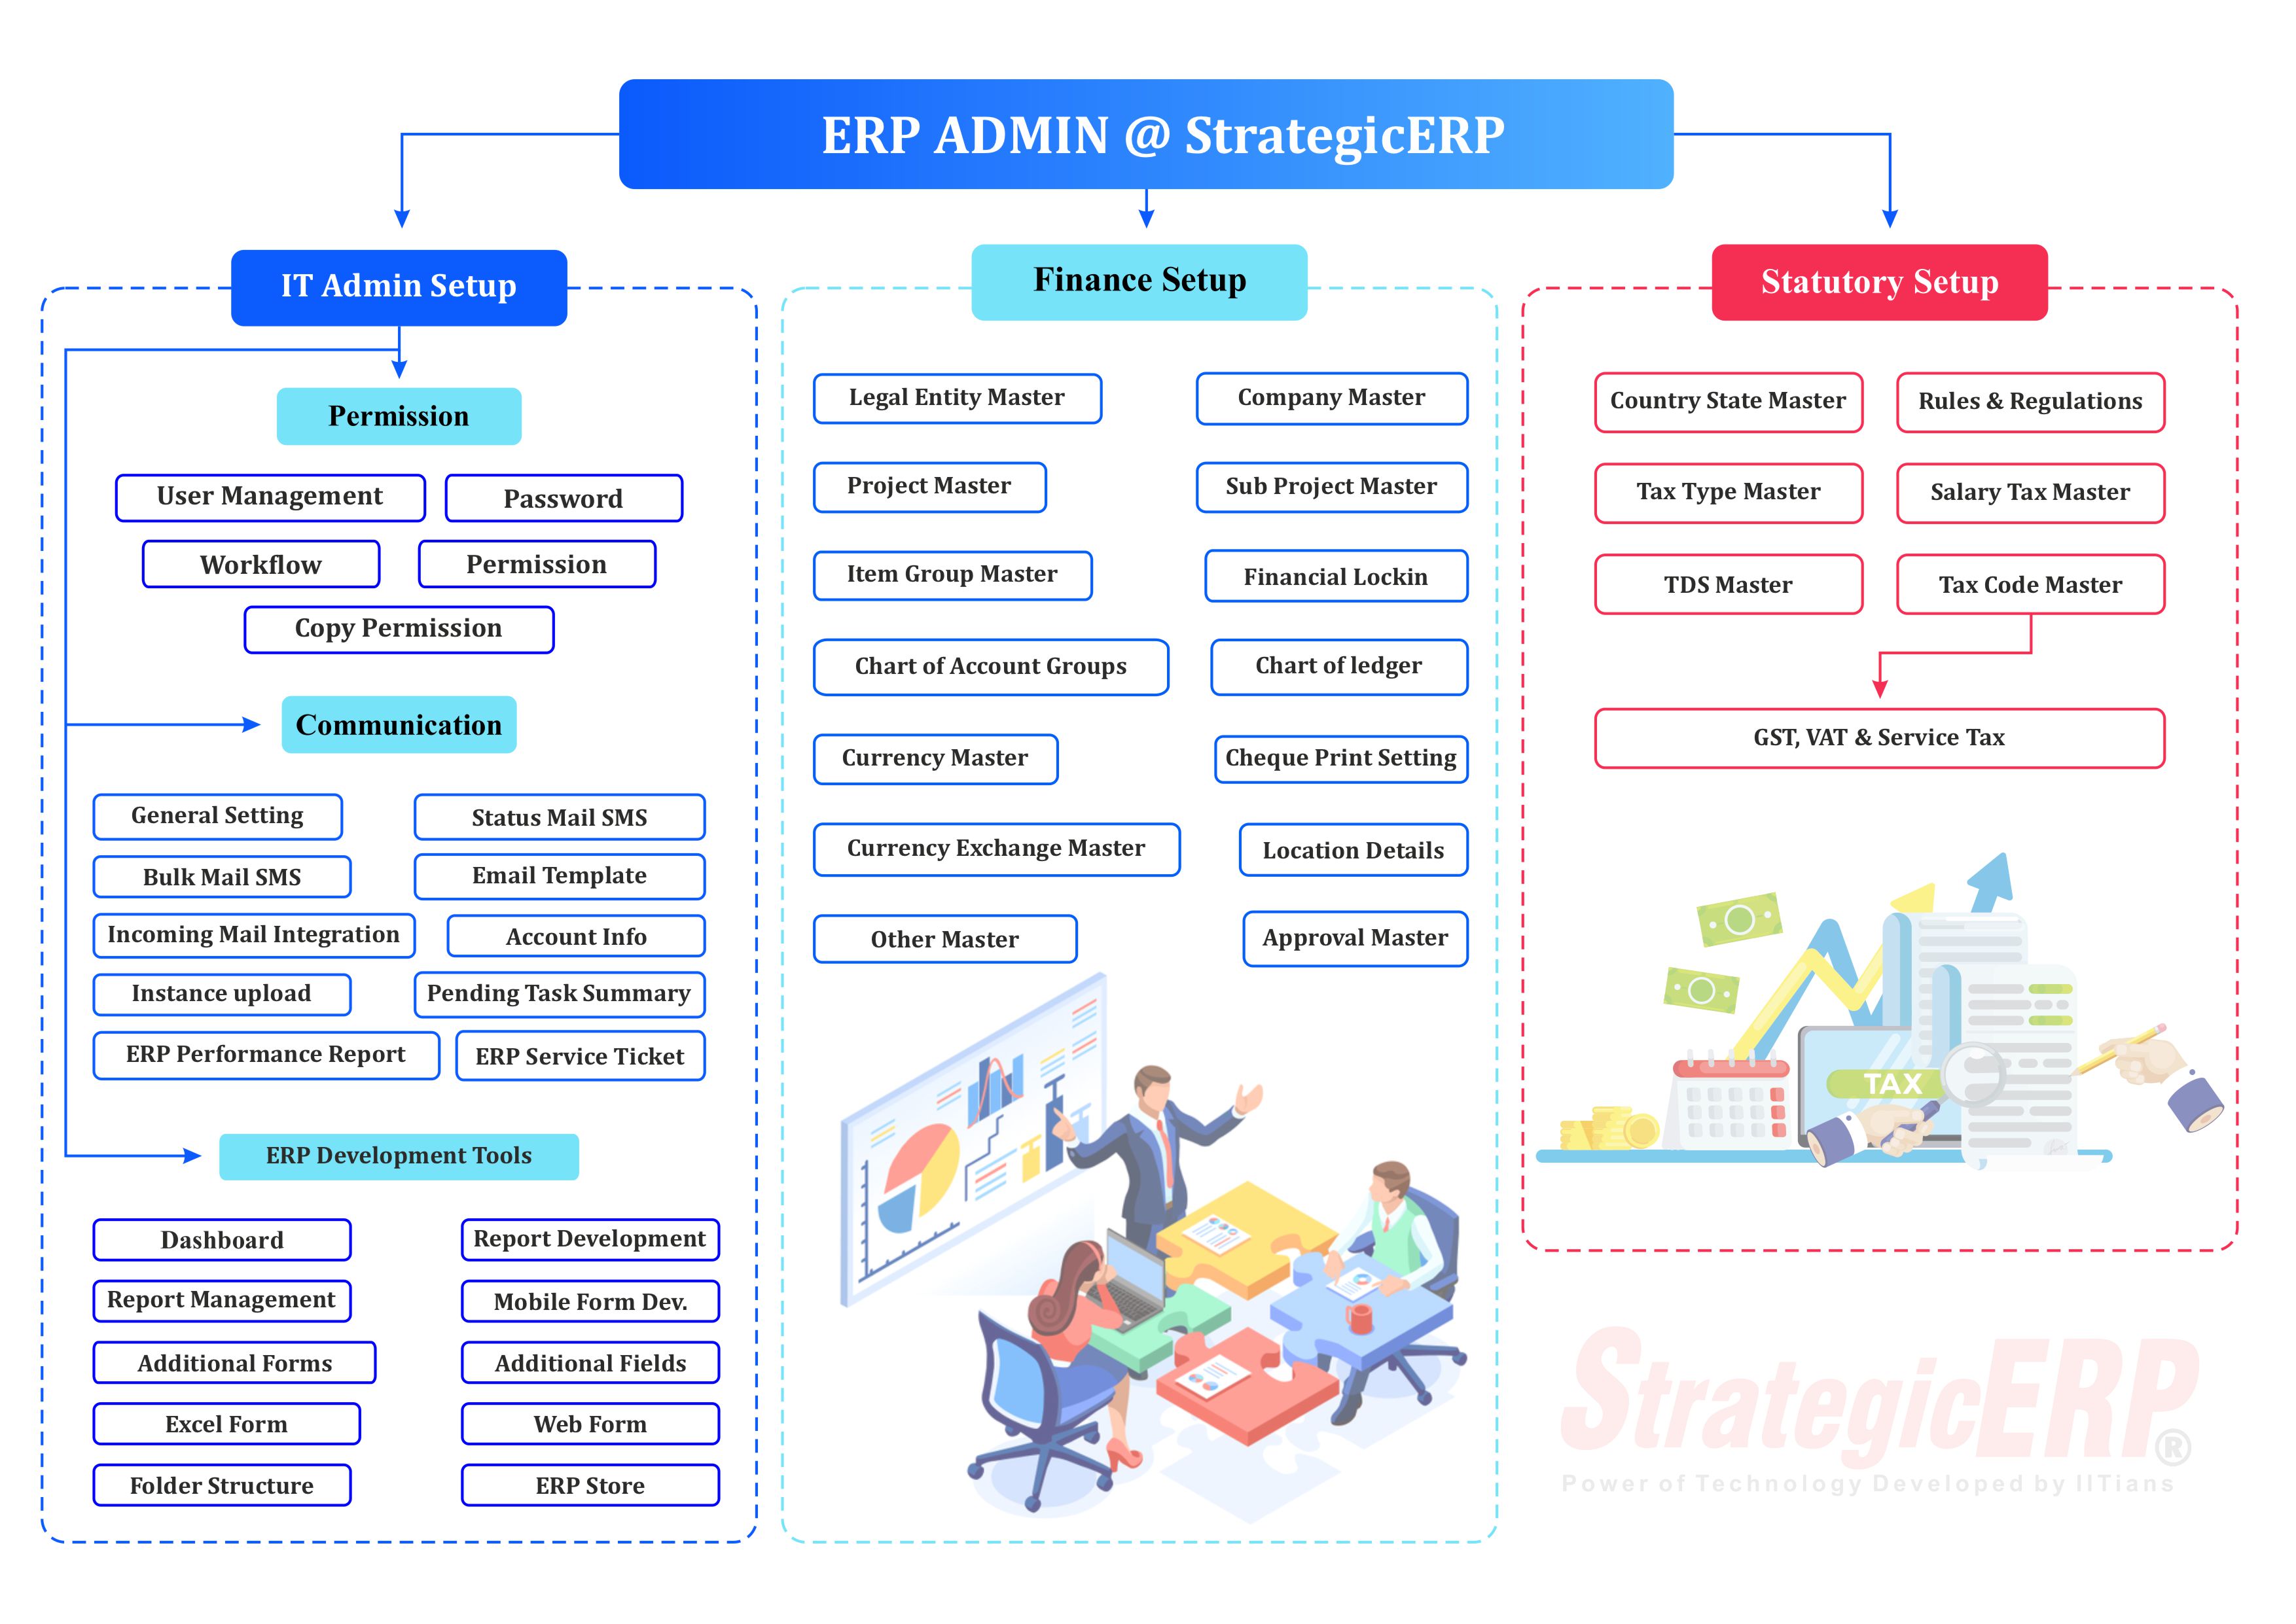 ERP ADMIN @ StrategicERP
IT Admin Setup
Permission
User Management
Password
Workflow
Permission
Copy Permission
Communication
General Setting
Status Mail SMS
Bulk Mail SMS
Email Template
Incoming Mail Integration
Account Info
Instance upload
Pending Task Summary
ERP Performance Report
ERP Service Ticket
ERP Development Tools
Dashboard
Report Development
Report Management
Mobile Form Dev.
Additional Forms
Additional Fields
Excel Form
Web Form
Folder Structure
ERP Store
Finance Setup
Legal Entity Master
Company Master
Project Master
Sub Project Master
Item Group Master
Financial Lockin
Chart of Account Groups
Chart of ledger
Currency Master
Cheque Print Setting
Currency Exchange Master
Location Details
Other Master
Approval Master
Statutory Setup
Country State Master
Rules & Regulations
Tax Type Master
Salary Tax Master
TDS Master
Tax Code Master
GST, VAT & Service Tax
TAX
StrategicERP®
Power of Technology Developed by IITians